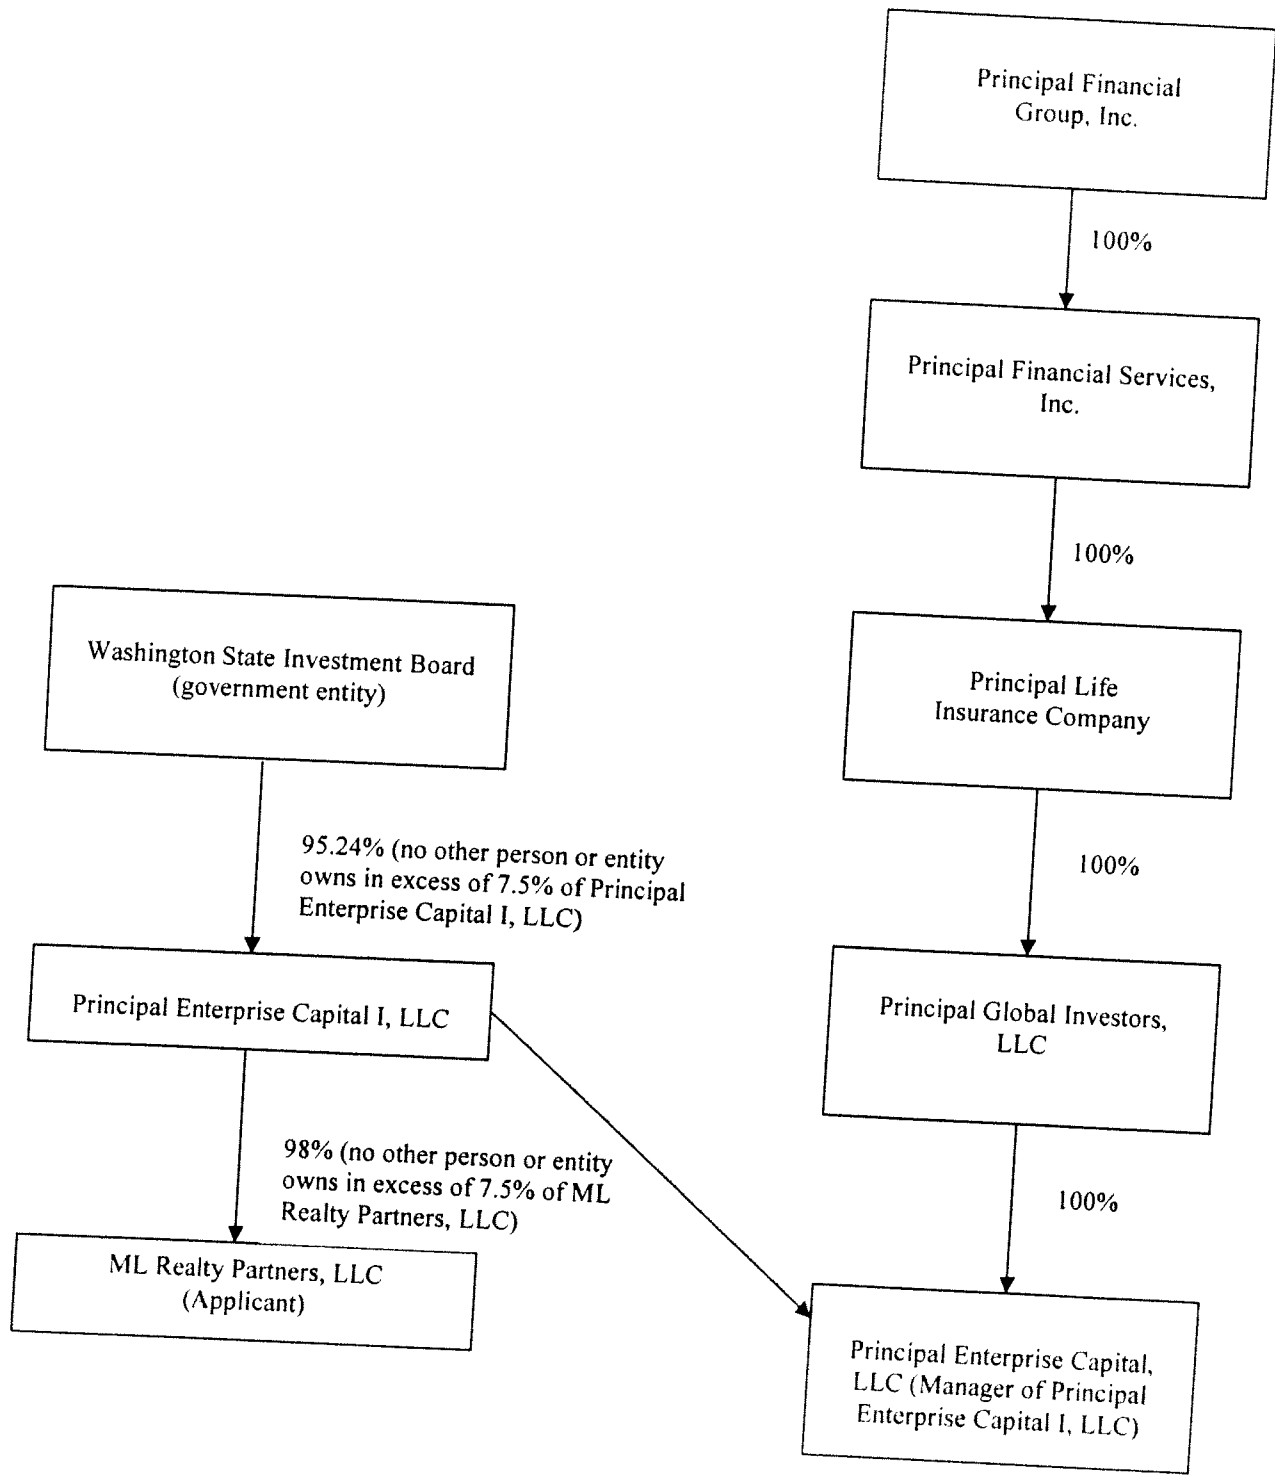 Principal Financial
Group, Inc.
100%
Principal Financial Services,
Inc.
100%
Washington State Investment Board
(government entity)
Principal Life
Insurance Company
95.24% (no other person or entity
owns in excess of 7.5% of Principal
Enterprise Capital I, LLC)
100%
Principal Enterprise Capital I, LLC
Principal Global Investors,
LLC
98% (no other person or entity
owns in excess of 7.5% of ML
Realty Partners, LLC)
100%
ML Realty Partners, LLC
(Applicant)
Principal Enterprise Capital,
LLC (Manager of Principal
Enterprise Capital I, LLC)